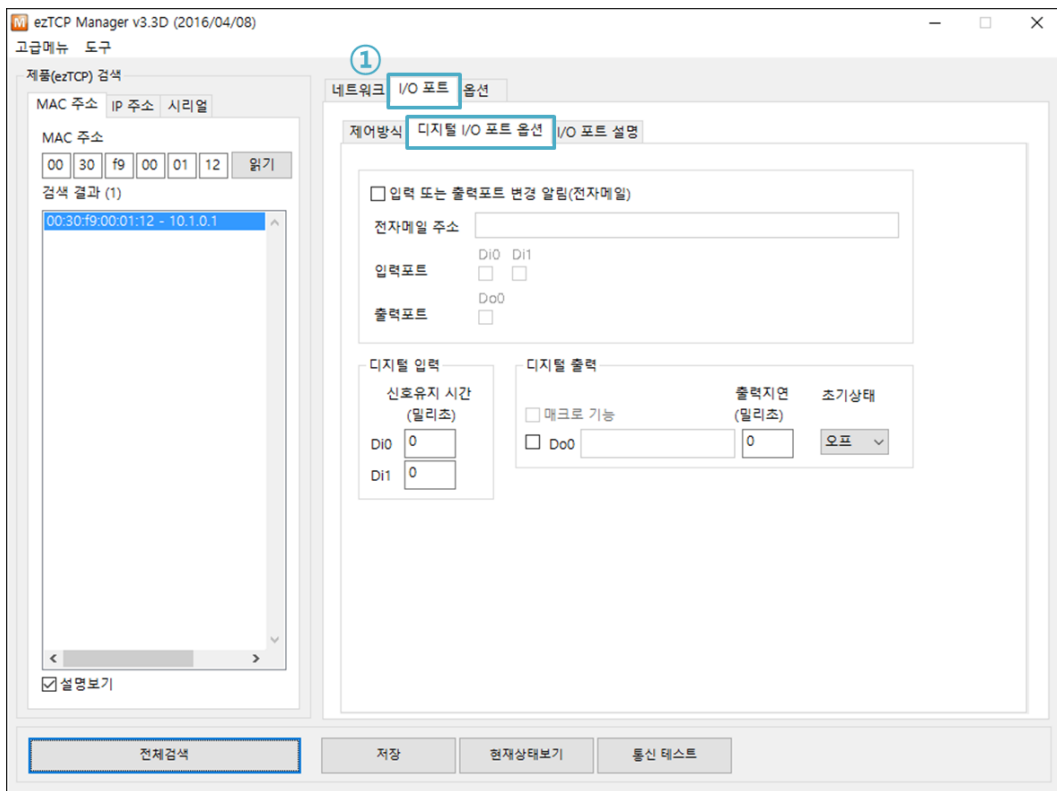 ezTCP Manager v3.3D (2016/04/08)
고급메뉴 도구
제품(ezTCP) 검색
MAC 주소 IP 주소 시리얼
MAC 주소
00 30 f9 00 01 12 읽기
검색 결과 (1)
00:30:f9:00:01:12 - 10.1.0.1
설명보기
①
네트워크 I/O 포트 옵션
제어방식 디지털 I/O 포트 옵션 I/O 포트 설명
입력 또는 출력포트 변경 알림(전자메일)
전자메일 주소
Di0 Di1
입력포트
Do0
출력포트
디지털 입력
신호유지 시간
(밀리초)
Di0 0
Di1 0
디지털 출력
출력지연 초기상태
매크로 기능 (밀리초)
Do0 0 오프
전체검색 저장 현재상태보기 통신 테스트